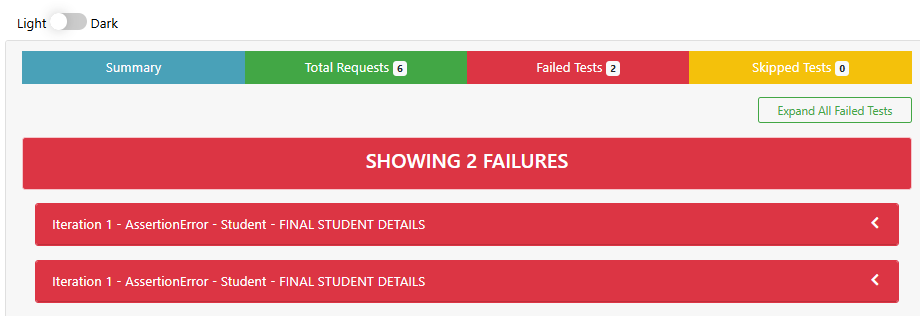 Light Dark
Summary Total Requests 6 Failed Tests 2 Skipped Tests 0
Expand All Failed Tests
SHOWING 2 FAILURES
Iteration 1 - AssertionError - Student - FINAL STUDENT DETAILS
Iteration 1 - AssertionError - Student - FINAL STUDENT DETAILS